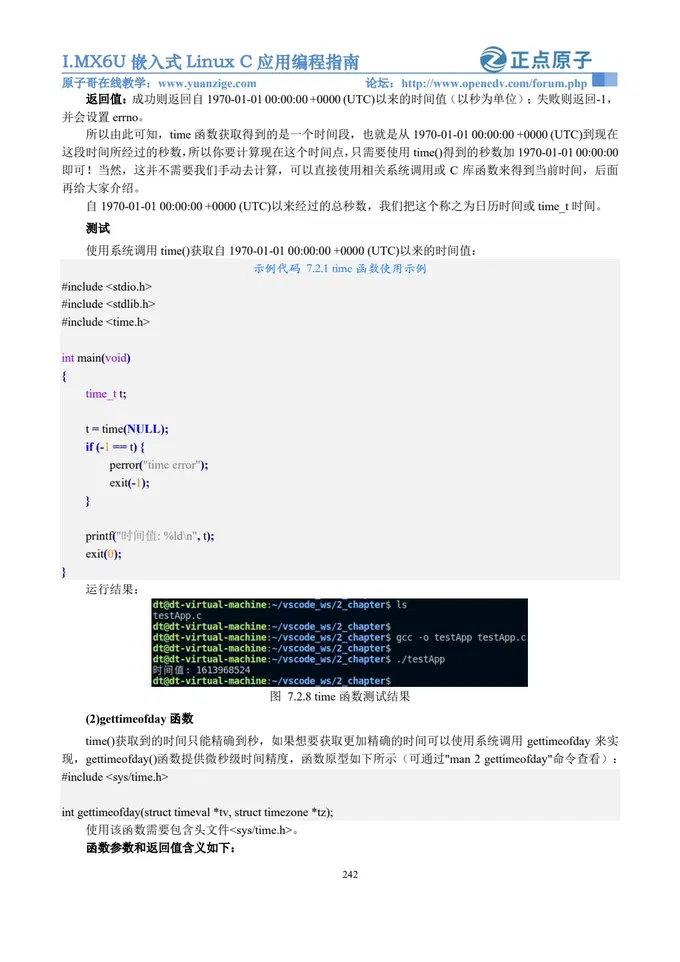 I.MX6U 嵌入式 Linux C 应用编程指南
正点原子
原子哥在线教学：www.yuanzige.com 论坛：http://www.openedv.com/forum.php
返回值：成功则返回自 1970-01-01 00:00:00 +0000 (UTC)以来的时间值（以秒为单位）；失败则返回-1，
并会设置 errno。
所以由此可知，time 函数获取得到的是一个时间段，也就是从 1970-01-01 00:00:00 +0000 (UTC)到现在
这段时间所经过的秒数，所以你要计算现在这个时间点，只需要使用 time()得到的秒数加 1970-01-01 00:00:00
即可！当然，这并不需要我们手动去计算，可以直接使用相关系统调用或 C 库函数来得到当前时间，后面
再给大家介绍。
自 1970-01-01 00:00:00 +0000 (UTC)以来经过的总秒数，我们把这个称之为日历时间或 time_t 时间。
测试
使用系统调用 time()获取自 1970-01-01 00:00:00 +0000 (UTC)以来的时间值：
示例代码 7.2.1 time 函数使用示例
#include <stdio.h>
#include <stdlib.h>
#include <time.h>
int main(void)
{
time_t t;
t = time(NULL);
if (-1 == t) {
perror("time error");
exit(-1);
}
printf("时间值: %ld\n", t);
exit(0);
}
运行结果：
dt@dt-virtual-machine:~/vscode_ws/2_chapter$ ls
testApp.c
dt@dt-virtual-machine:~/vscode_ws/2_chapter$
dt@dt-virtual-machine:~/vscode_ws/2_chapter$ gcc -o testApp testApp.c
dt@dt-virtual-machine:~/vscode_ws/2_chapter$
dt@dt-virtual-machine:~/vscode_ws/2_chapter$ ./testApp
时间值: 1613968524
dt@dt-virtual-machine:~/vscode_ws/2_chapter$
图 7.2.8 time 函数测试结果
(2)gettimeofday 函数
time()获取到的时间只能精确到秒，如果想要获取更加精确的时间可以使用系统调用 gettimeofday 来实
现，gettimeofday()函数提供微秒级时间精度，函数原型如下所示（可通过"man 2 gettimeofday"命令查看）：
#include <sys/time.h>
int gettimeofday(struct timeval *tv, struct timezone *tz);
使用该函数需要包含头文件<sys/time.h>。
函数参数和返回值含义如下：
242